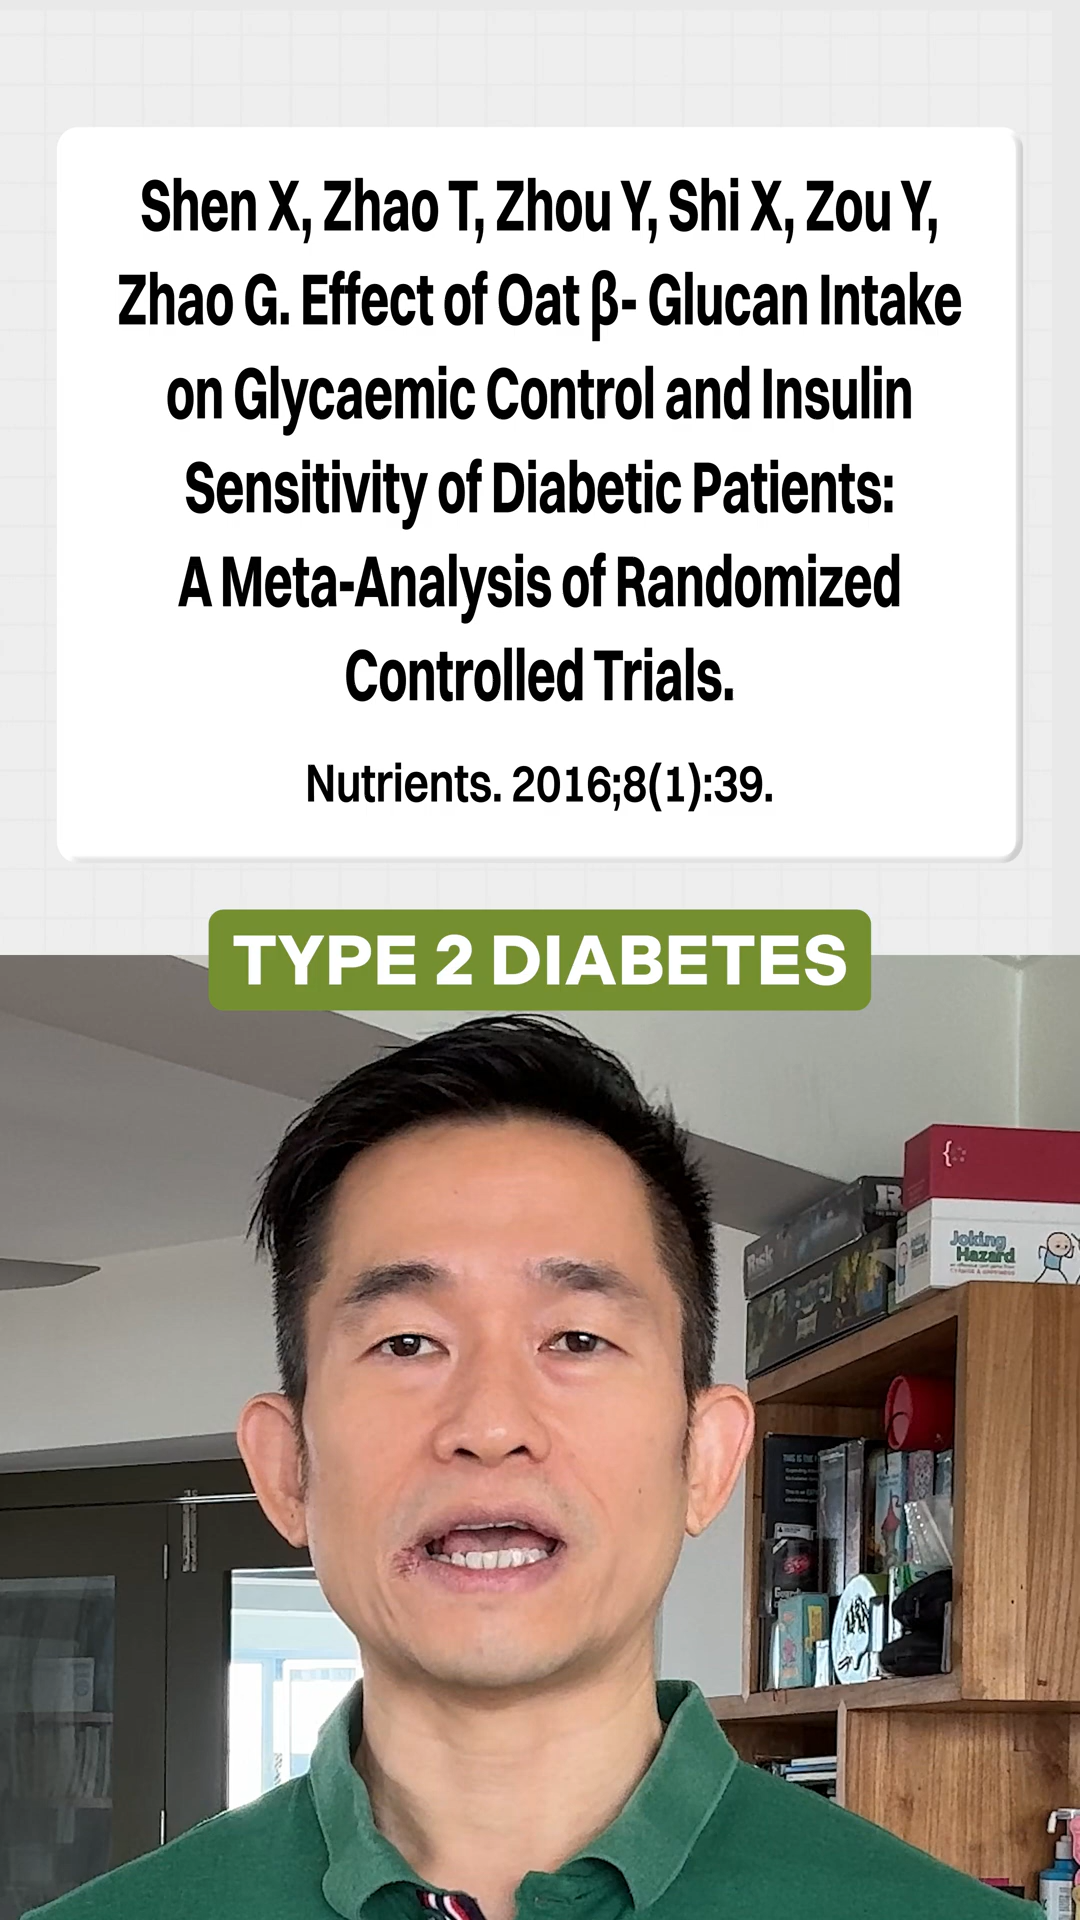 Shen X, Zhao T, Zhou Y, Shi X, Zou Y,
Zhao G. Effect of Oat β- Glucan Intake
on Glycaemic Control and Insulin
Sensitivity of Diabetic Patients:
A Meta-Analysis of Randomized
Controlled Trials.
Nutrients. 2016;8(1):39.
TYPE 2 DIABETES
Risk
Joking
Hazard